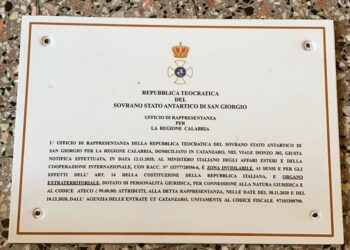 REPUBBLICA TEOCRATICA
DEL
SOVRANO STATO ANTARTICO DI SAN GIORGIO
UFFICIO DI RAPPRESENTANZA
PER
LA REGIONE CALABRIA
L' UFFICIO DI RAPPRESENTANZA DELLA REPUBBLICA TEOCRATICA DEL SOVRANO STATO ANTARTICO DI
SAN GIORGIO PER LA REGIONE CALABRIA, DOMICILIATO IN CATANZARO, NEL VIALE ISONZO 302, GIUSTA
NOTIFICA EFFETTUATA, IN DATA 12.11.2020, AL MINISTERO ITALIANO DEGLI AFFARI ESTERI E DELLA
COOPERAZIONE INTERNAZIONALE, CON RACC. N° E ZONA INVIOLABILE, AI SENSI E PER GLI
EFFETTI DELL' ART. 14 DELLA COSTITUZIONE DELLA REPUBBLICA ITALIANA, E ORGANO
EXTRATERRITORIALE, DOTATO DI PERSONALITÀ GIURIDICA, PER CONNESSIONE ALLA NATURA GIURIDICA E
AL CODICE ATECO ( 99.00.00) ATTRIBUITI, ALLA DETTA RAPPRESENTANZA, NELLE DATE DEL 30.11.2020 E DEL
10.12.2020, DALL' AGENZIA DELLE ENTRATE UT CATANZARO, UNITAMENTE AL CODICE FISCALE 97103500799.